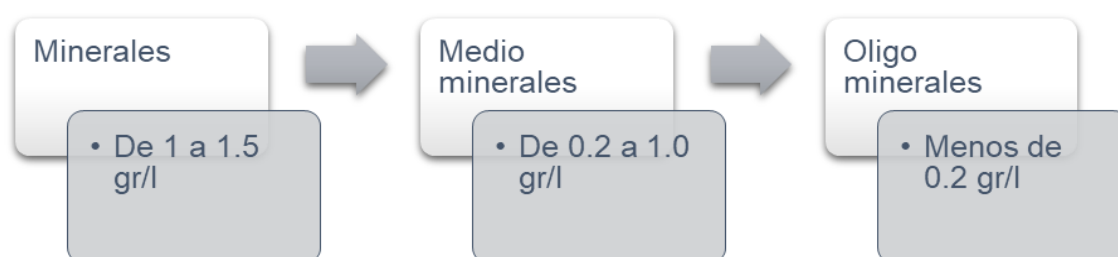 Minerales
• De 1 a 1.5
gr/l
Medio
minerales
• De 0.2 a 1.0
gr/l
Oligo
minerales
• Menos de
0.2 gr/l